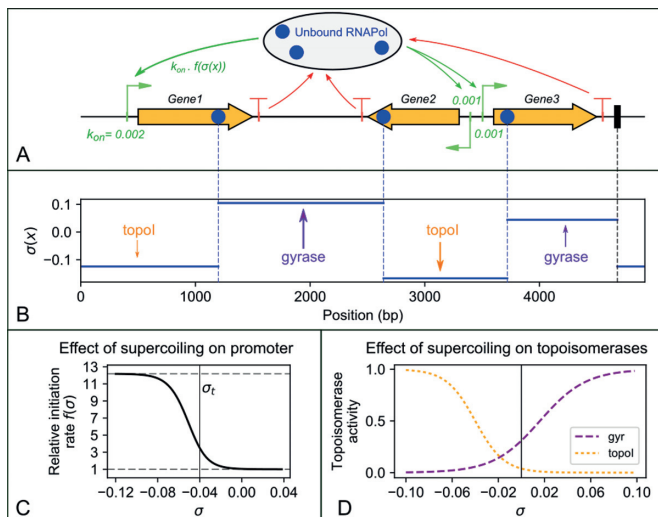 Unbound RNAPol
k_on . f(σ(x))
Gene1
Gene2
0.001
Gene3
k_on = 0.002
0.001
A
0.1
0.0
−0.1
σ(x)
topoI
gyrase
topoI
gyrase
0
1000
2000
3000
4000
Position (bp)
B
Effect of supercoiling on promoter
13
11
9
7
5
3
1
Relative initiation
rate f(σ)
σ_t
−0.12
−0.08
−0.04
0.00
0.04
σ
C
Effect of supercoiling on topoisomerases
1.0
0.5
0.0
Topoisomerase
activity
gyr
topoI
−0.10
−0.06
−0.02
0.02
0.06
0.10
σ
D